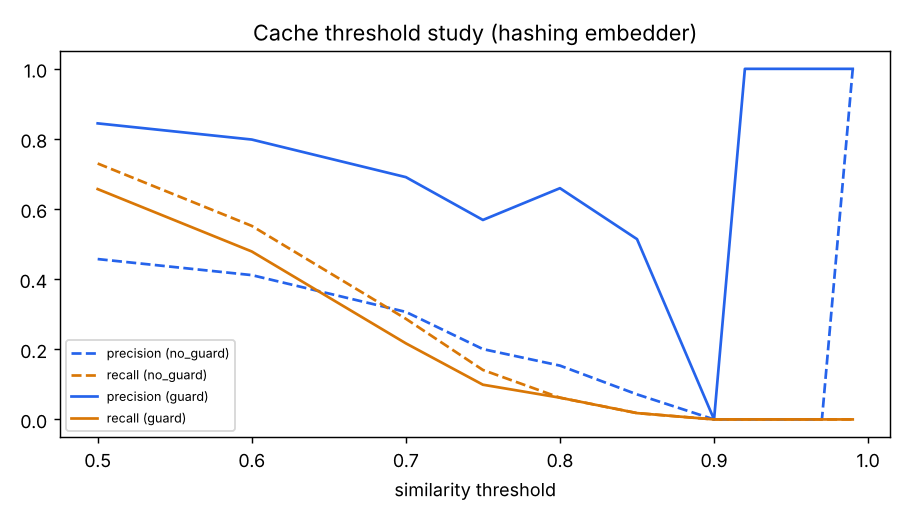 Cache threshold study (hashing embedder)
1.0
0.8
0.6
0.4
0.2
0.0
precision (no_guard)
recall (no_guard)
precision (guard)
recall (guard)
0.5 0.6 0.7 0.8 0.9 1.0
similarity threshold